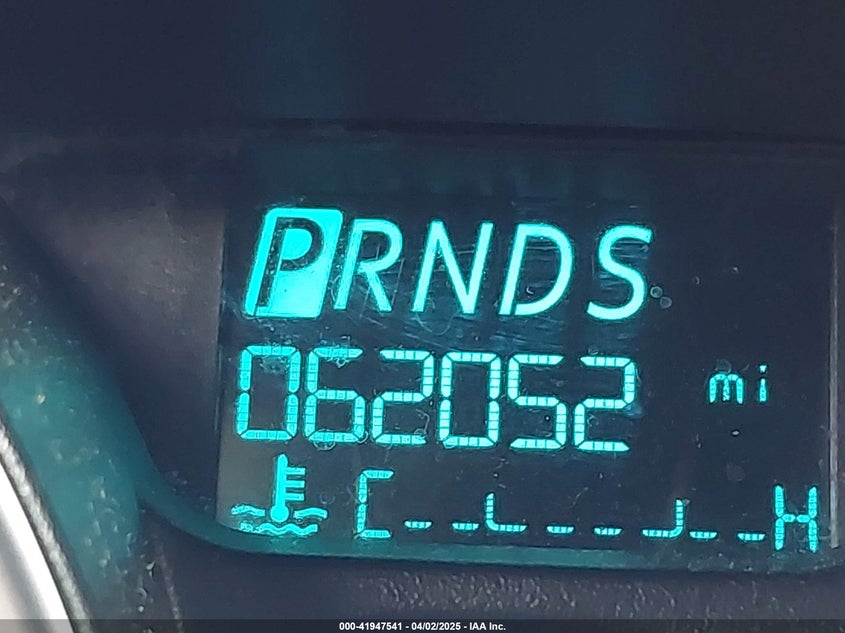 PRNDS
062052 mi
C H
000-41947541 - 04/02/2025 - IAA Inc.